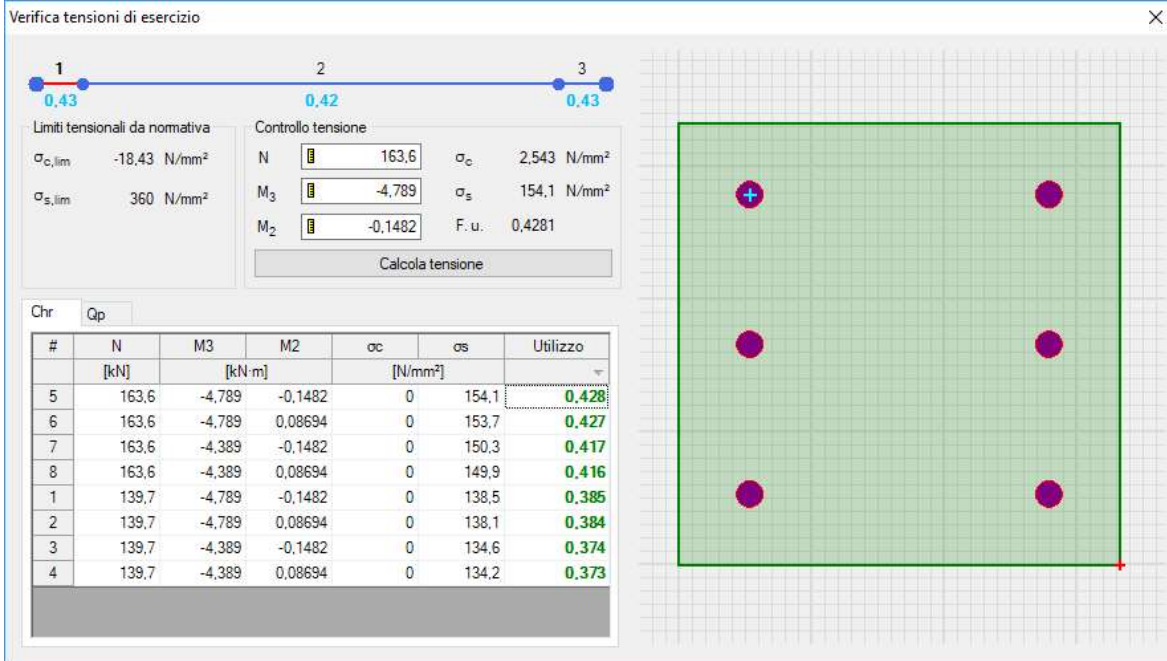 Verifica tensioni di esercizio
1 2 3
0,43 0,42 0,43
Limiti tensionali da normativa
σc,lim -18,43 N/mm²
σs,lim 360 N/mm²
Controllo tensione
N 163,6 σc 2,543 N/mm²
M3 -4,789 σs 154,1 N/mm²
M2 -0,1482 F. u. 0,4281
Calcola tensione
Chr Qp
# N M3 M2 σc σs Utilizzo
[kN] [kN·m] [N/mm²]
5 163,6 -4,789 -0,1482 0 154,1 0,428
6 163,6 -4,789 0,08694 0 153,7 0,427
7 163,6 -4,389 -0,1482 0 150,3 0,417
8 163,6 -4,389 0,08694 0 149,9 0,416
1 139,7 -4,789 -0,1482 0 138,5 0,385
2 139,7 -4,789 0,08694 0 138,1 0,384
3 139,7 -4,389 -0,1482 0 134,6 0,374
4 139,7 -4,389 0,08694 0 134,2 0,373